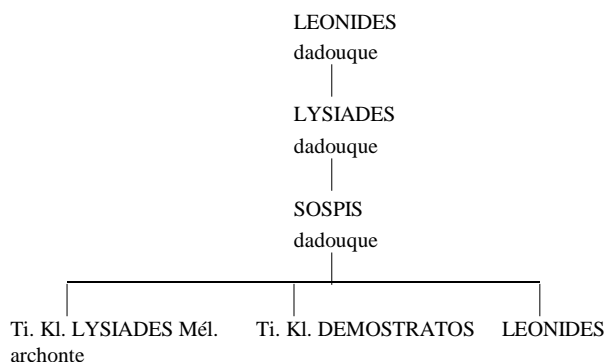 LEONIDES
dadouque
LYSIADES
dadouque
SOSPIS
dadouque
Ti. Kl. LYSIADES Mél. Ti. Kl. DEMOSTRATOS LEONIDES
archonte